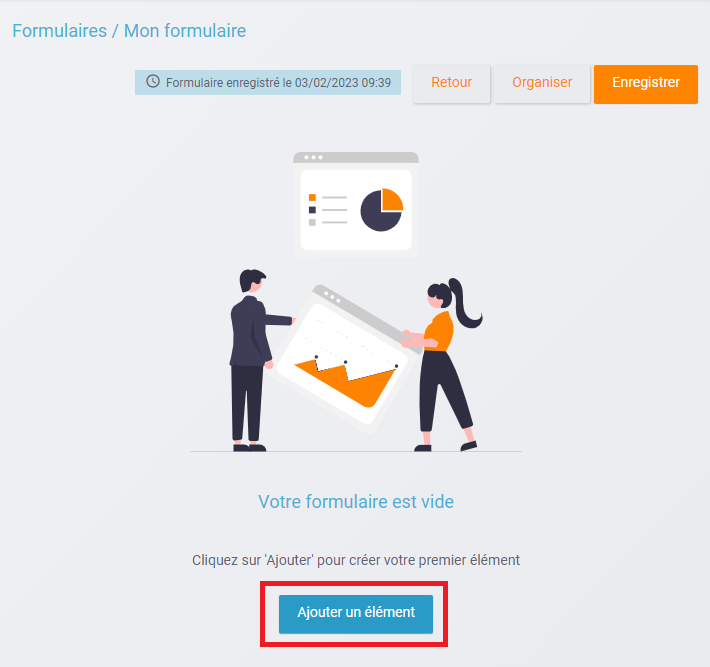 Formulaires / Mon formulaire
Formulaire enregistré le 03/02/2023 09:39
Retour
Organiser
Enregistrer
Votre formulaire est vide
Cliquez sur 'Ajouter' pour créer votre premier élément
Ajouter un élément